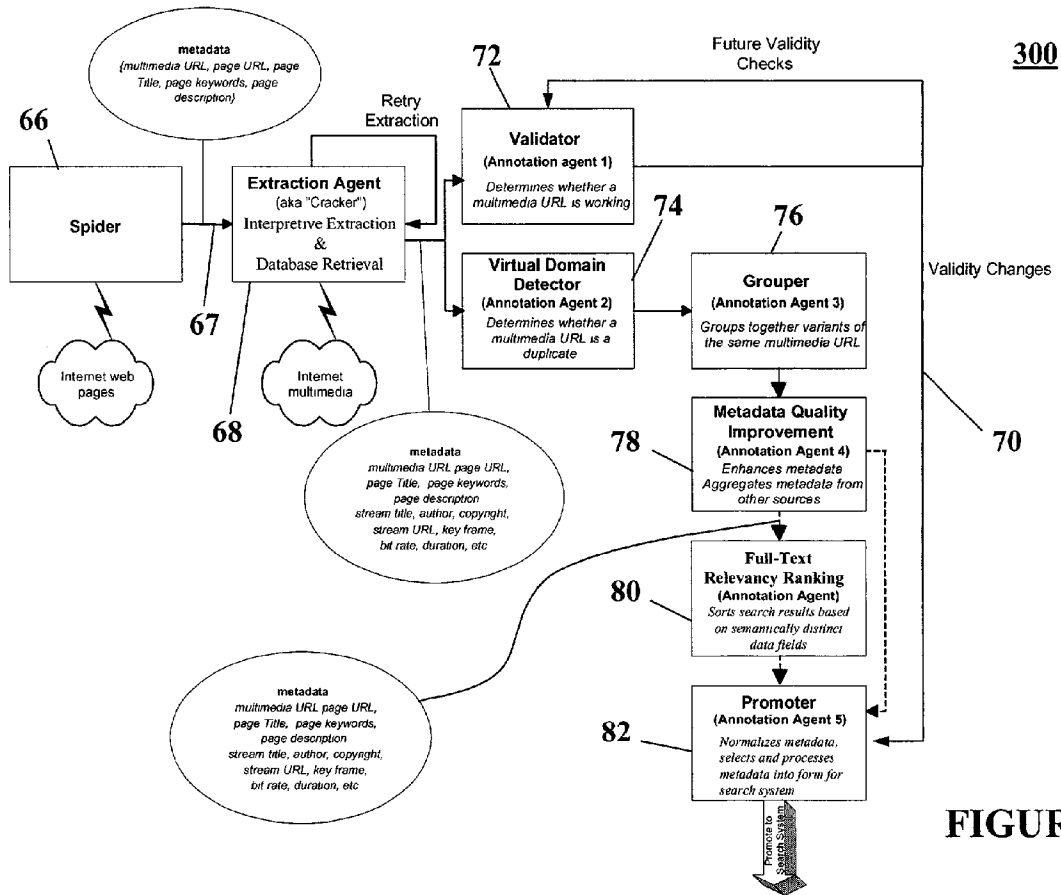 300
metadata
{multimedia URL, page URL, page
Title, page keywords, page
description}
66
Spider
67
Internet web
pages
Retry
Extraction
Extraction Agent
(aka "Cracker")
Interpretive Extraction
&
Database Retrieval
68
Internet
multimedia
metadata
multimedia URL page URL,
page Title, page keywords,
page description
stream title, author, copyright,
stream URL, key frame,
bit rate, duration, etc
72
Validator
(Annotation agent 1)
Determines whether a
multimedia URL is working
Future Validity
Checks
74
Virtual Domain
Detector
(Annotation Agent 2)
Determines whether a
multimedia URL is a
duplicate
76
Grouper
(Annotation Agent 3)
Groups together variants of
the same multimedia URL
Validity Changes
70
78
Metadata Quality
Improvement
(Annotation Agent 4)
Enhances metadate
Aggregates metadata from
other sources
80
Full-Text
Relevancy Ranking
(Annotation Agent)
Sorts search results based
on semantically distinct
data fields
metadata
multimedia URL page URL,
page Title, page keywords,
page description
stream title, author, copyright,
stream URL, key frame,
bit rate, duration, etc
82
Promoter
(Annotation Agent 5)
Normalizes metadata,
selects and processes
metadata into form for
search system
Promote to
Search System
FIGUR